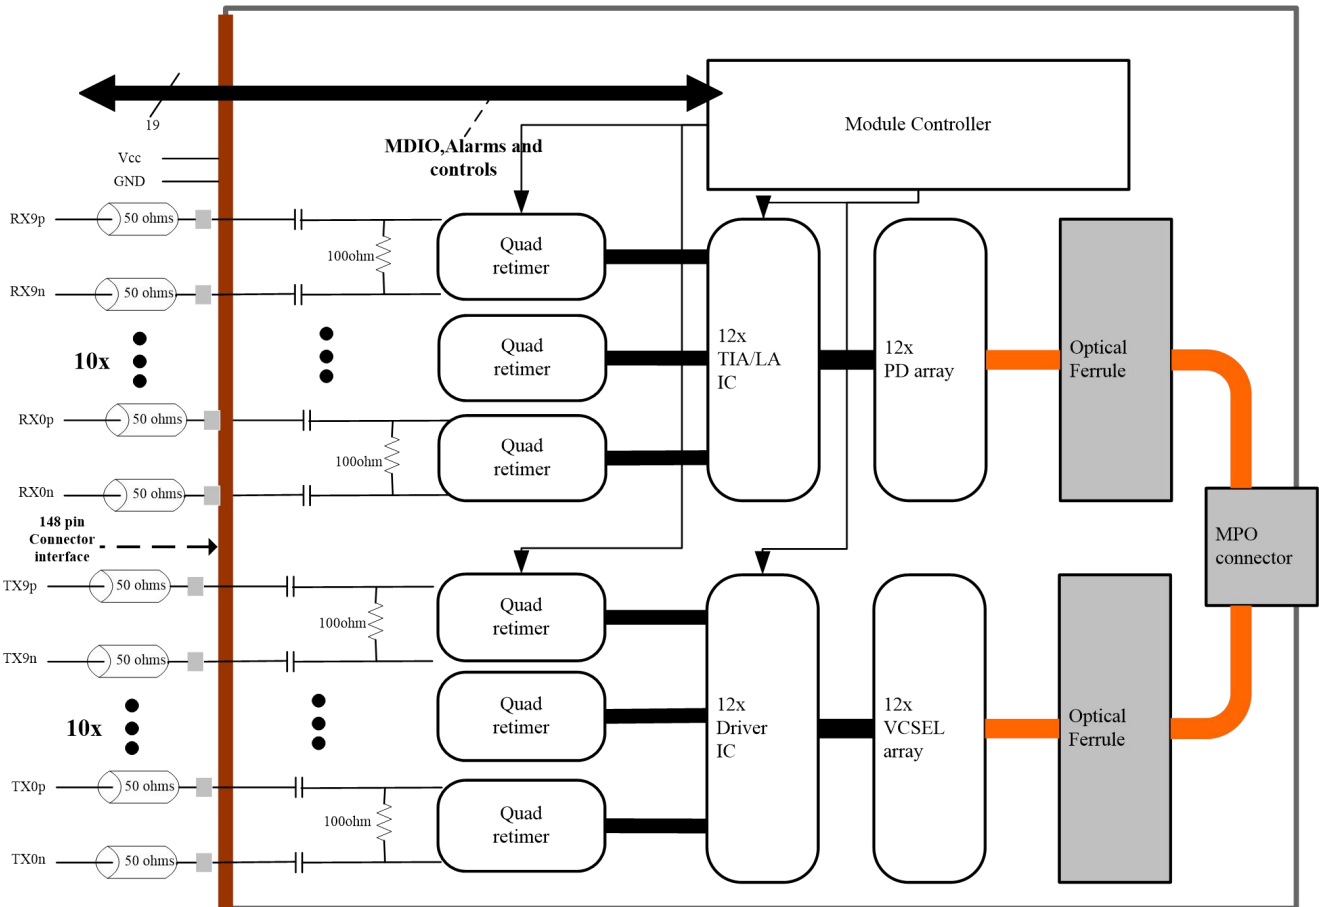 Module Controller
19
MDIO,Alarms and
controls
Vcc
GND
RX9p
50 ohms
100ohm
RX9n
50 ohms
10x
RX0p
50 ohms
100ohm
RX0n
50 ohms
Quad
retimer
Quad
retimer
Quad
retimer
12x
TIA/LA
IC
12x
PD array
Optical
Ferrule
148 pin
Connector
interface
MPO
connector
TX9p
50 ohms
100ohm
TX9n
50 ohms
10x
TX0p
50 ohms
100ohm
TX0n
50 ohms
Quad
retimer
Quad
retimer
Quad
retimer
12x
Driver
IC
12x
VCSEL
array
Optical
Ferrule